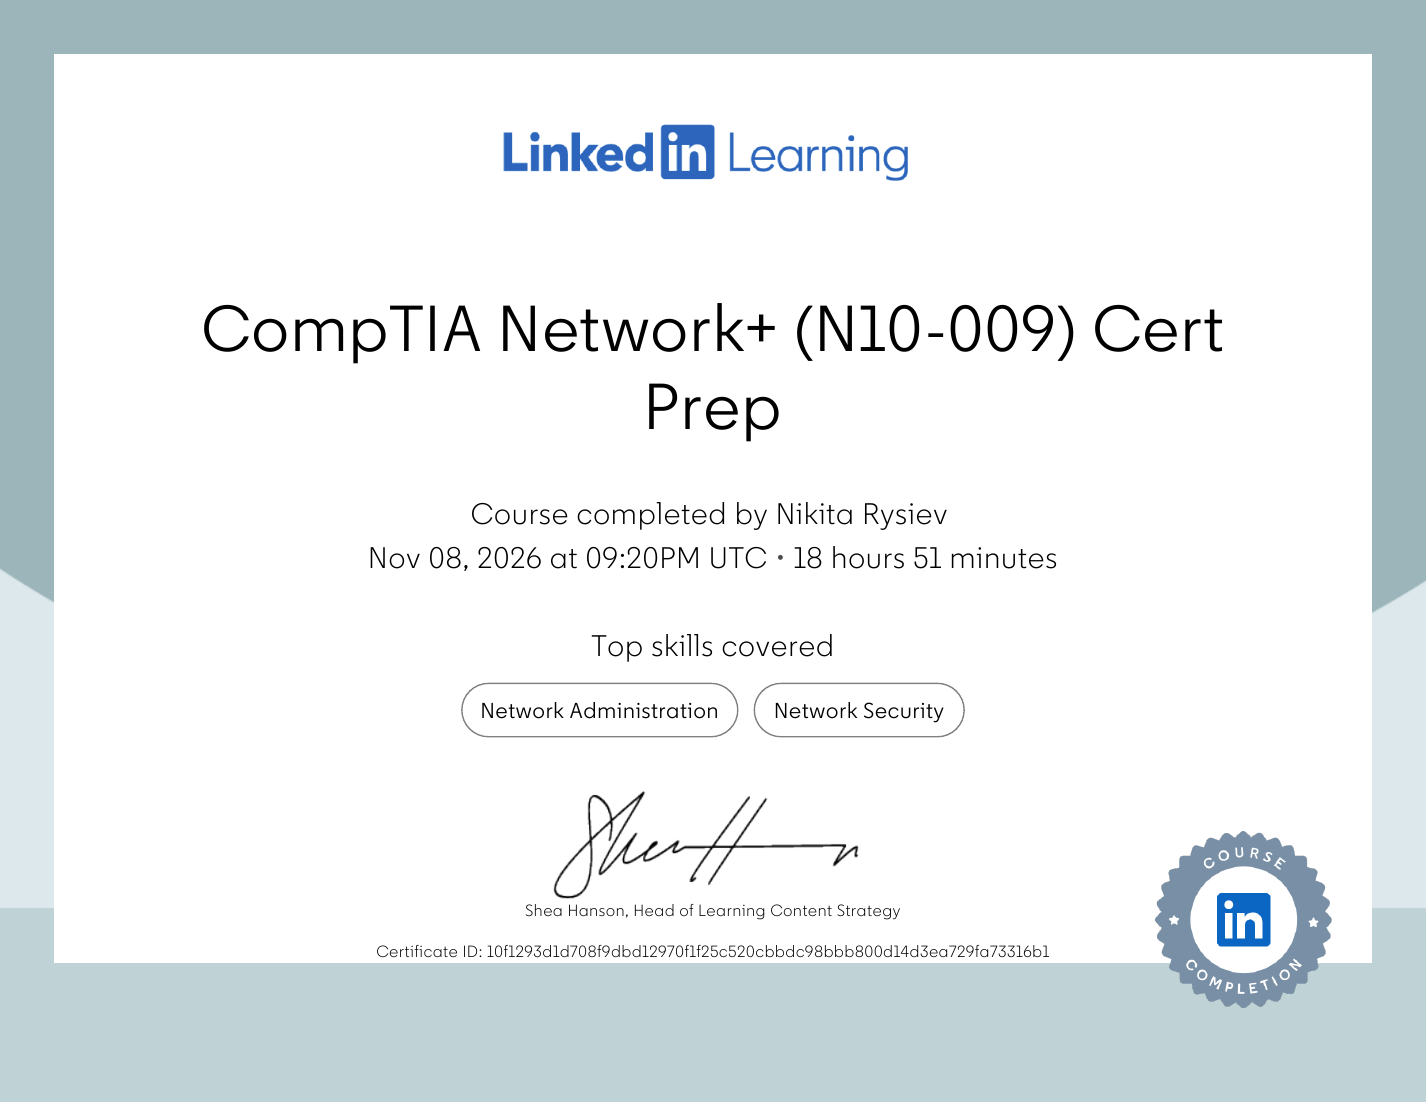 Linked in Learning
CompTIA Network+ (N10-009) Cert
Prep
Course completed by Nikita Rysiev
Nov 08, 2026 at 09:20PM UTC • 18 hours 51 minutes
Top skills covered
Network Administration Network Security
Shea Hanson, Head of Learning Content Strategy
Certificate ID: 10f1293d1d708f9dbd12970f1f25c520cbbdc98bbb800d14d3ea729fa73316b1
COURSE
in
COMPLETION